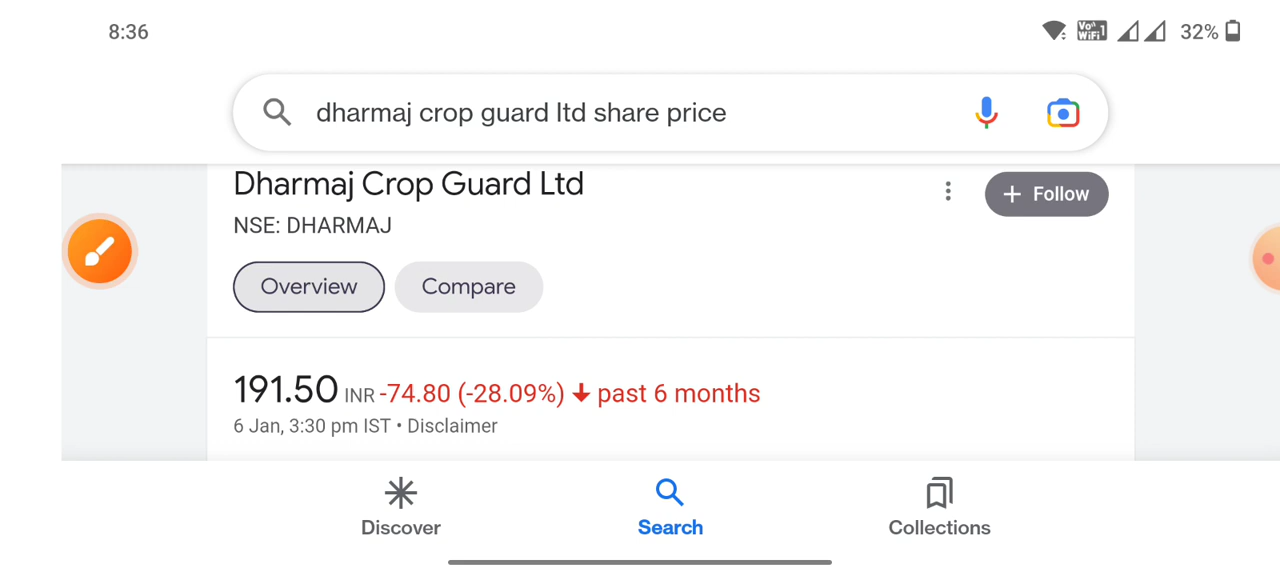 8:36
Vo)) WiFi 1
32%
dharmaj crop guard ltd share price
Dharmaj Crop Guard Ltd
+ Follow
NSE: DHARMAJ
Overview
Compare
191.50 INR -74.80 (-28.09%) ↓ past 6 months
6 Jan, 3:30 pm IST • Disclaimer
Discover
Search
Collections